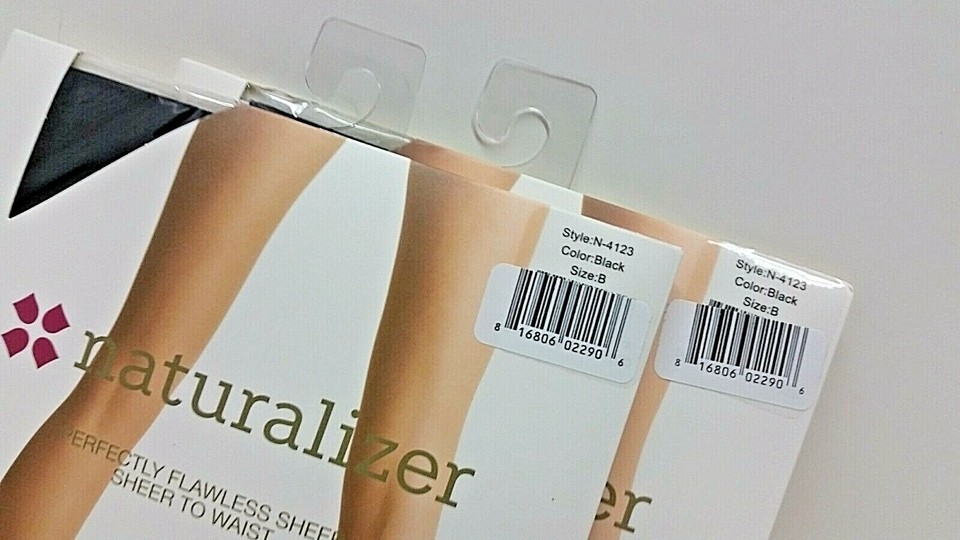 naturalizer
PERFECTLY FLAWLESS SHEER
SHEER TO WAIST
Style:N-4123
Color:Black
Size:B
8 16806 02290 6
er
Style:N-4123
Color:Black
Size:B
8 16806 02290 6